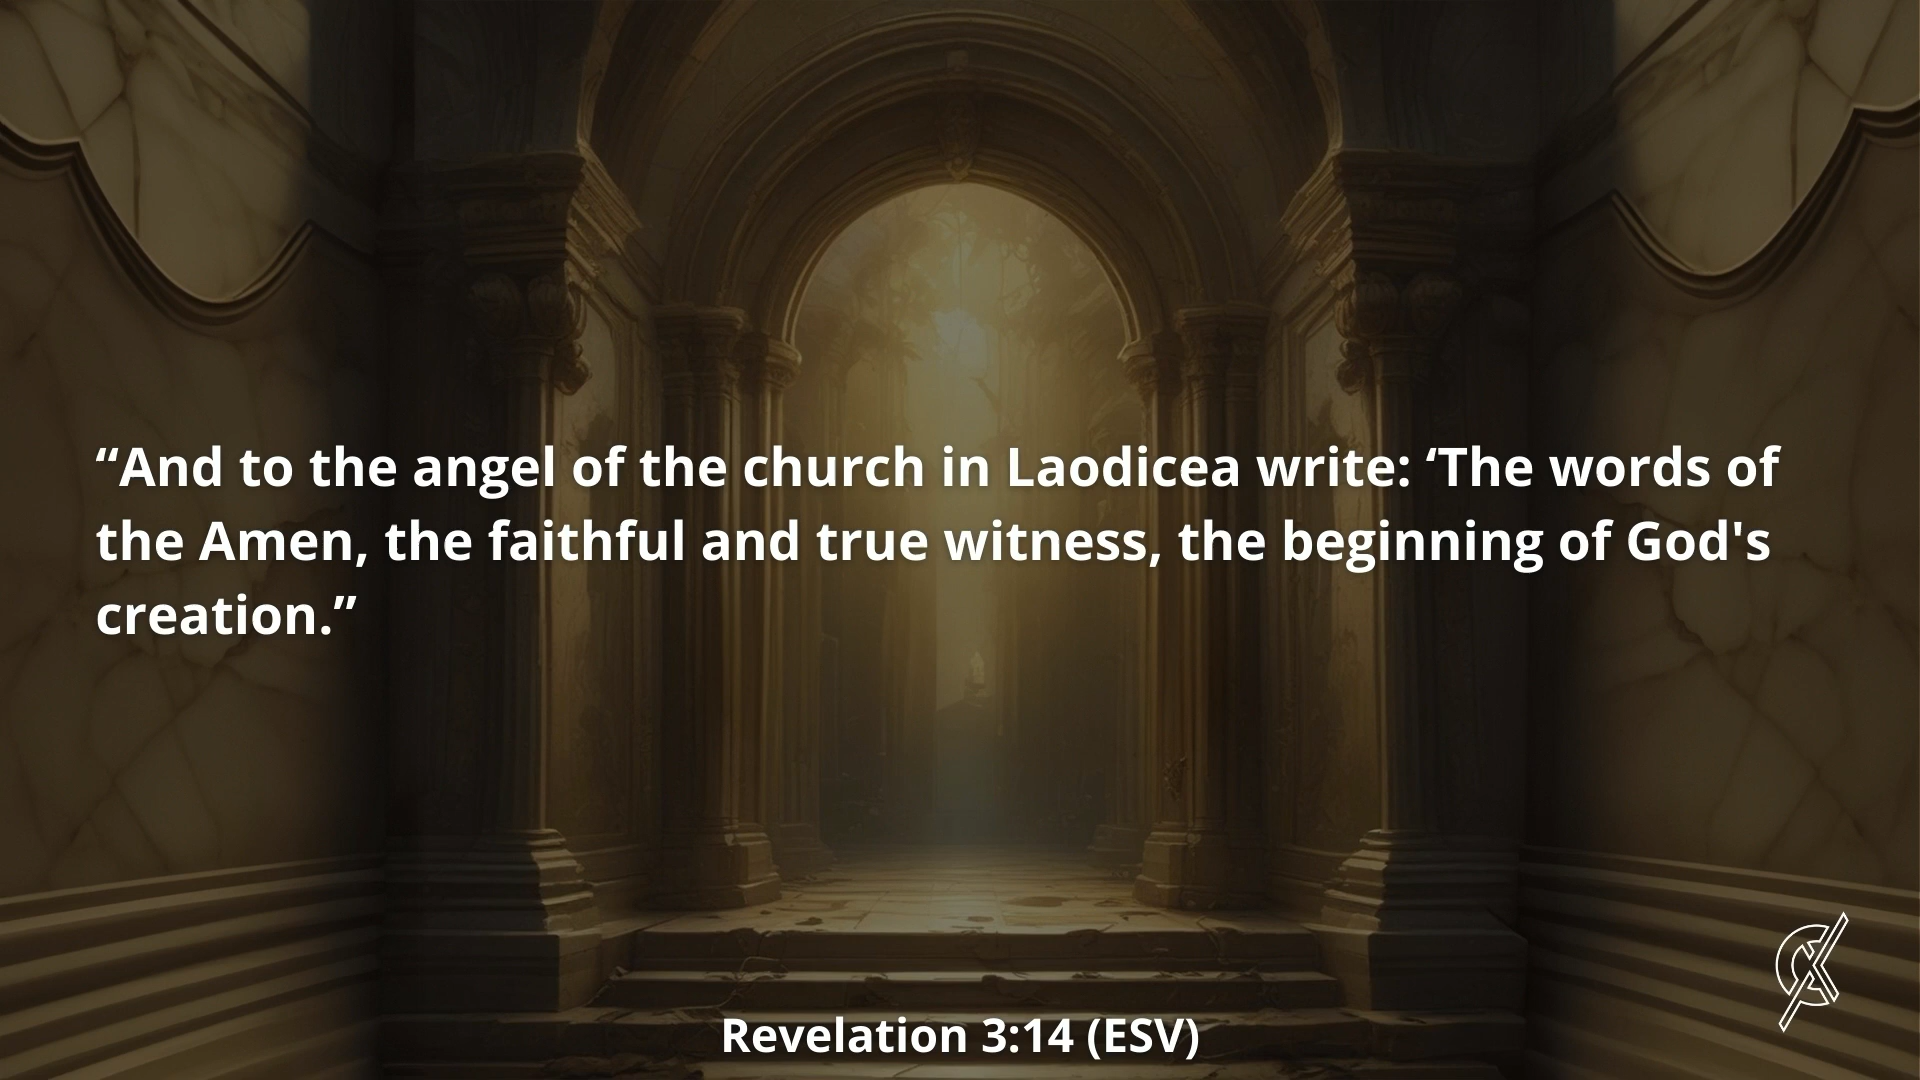 “And to the angel of the church in Laodicea write: ‘The words of
the Amen, the faithful and true witness, the beginning of God's
creation.”
Revelation 3:14 (ESV)